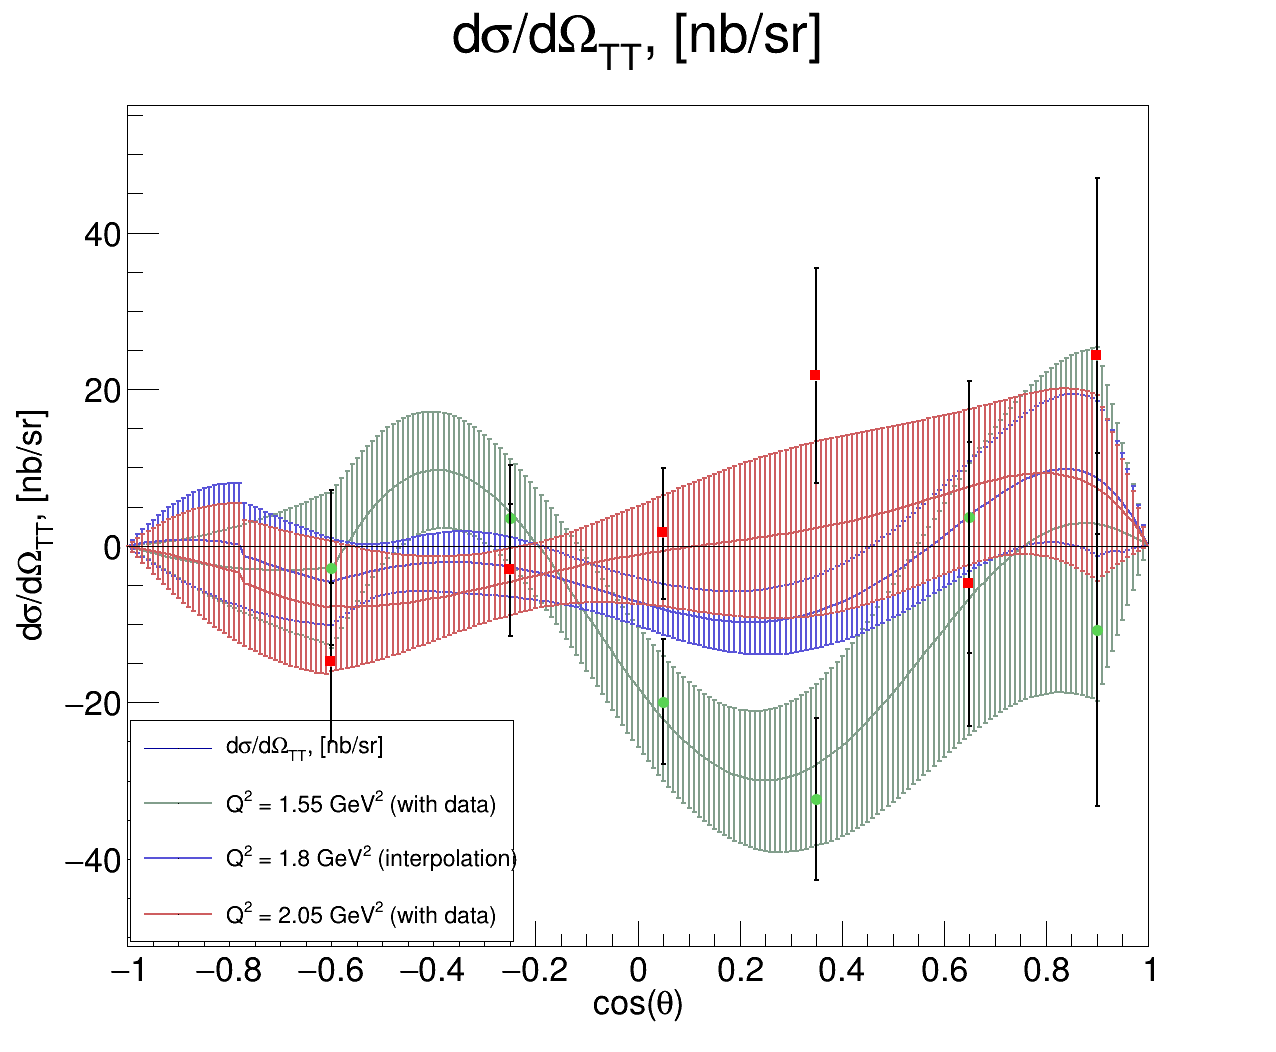 dσ/dΩTT, [nb/sr]
dσ/dΩTT, [nb/sr]
40
20
0
−20
−40
dσ/dΩTT, [nb/sr]
Q² = 1.55 GeV² (with data)
Q² = 1.8 GeV² (interpolation)
Q² = 2.05 GeV² (with data)
−1 −0.8 −0.6 −0.4 −0.2 0 0.2 0.4 0.6 0.8 1
cos(θ)